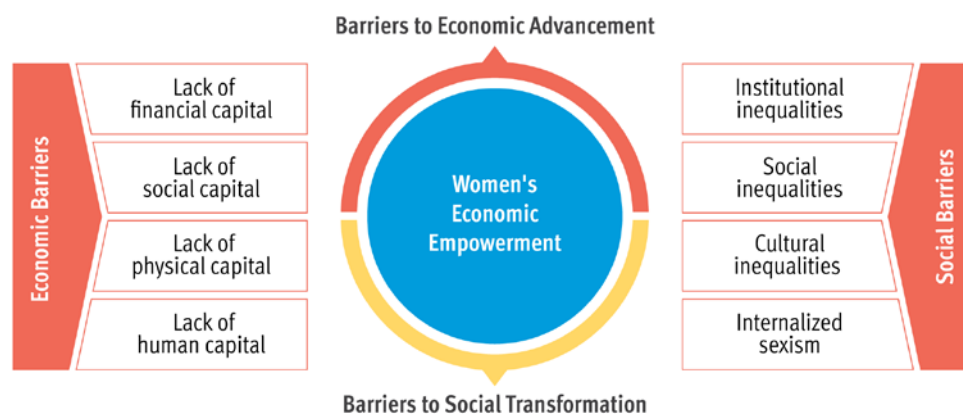 Barriers to Economic Advancement
Economic Barriers
Lack of
financial capital
Lack of
social capital
Lack of
physical capital
Lack of
human capital
Women's
Economic
Empowerment
Institutional
inequalities
Social
inequalities
Cultural
inequalities
Internalized
sexism
Social Barriers
Barriers to Social Transformation